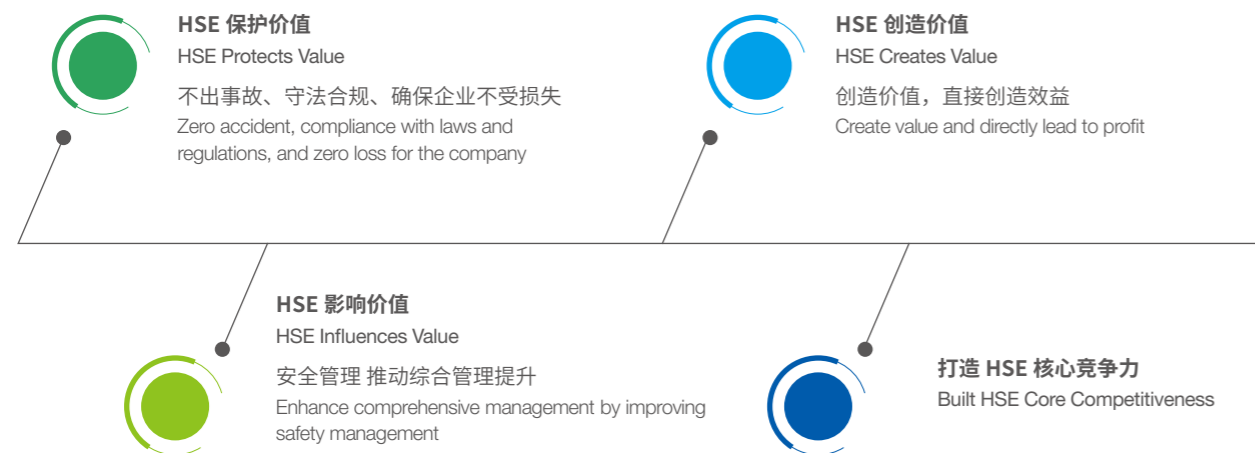 HSE 保护价值
HSE Protects Value
不出事故、守法合规、确保企业不受损失
Zero accident, compliance with laws and
regulations, and zero loss for the company
HSE 创造价值
HSE Creates Value
创造价值，直接创造效益
Create value and directly lead to profit
HSE 影响价值
HSE Influences Value
安全管理 推动综合管理提升
Enhance comprehensive management by improving
safety management
打造 HSE 核心竞争力
Built HSE Core Competitiveness